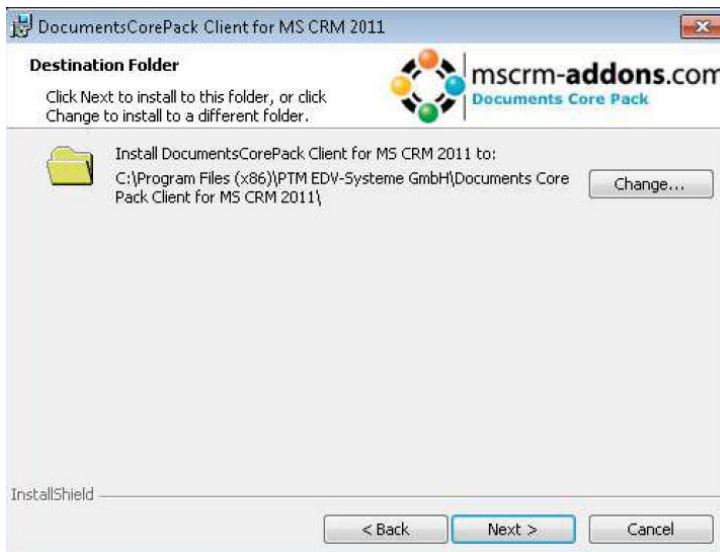 DocumentsCorePack Client for MS CRM 2011
Destination Folder
Click Next to install to this folder, or click
Change to install to a different folder.
mscrm-addons.com
Documents Core Pack
Install DocumentsCorePack Client for MS CRM 2011 to:
C:\Program Files (x86)\PTM EDV-Systeme GmbH\Documents Core
Pack Client for MS CRM 2011\
Change...
InstallShield
< Back
Next >
Cancel